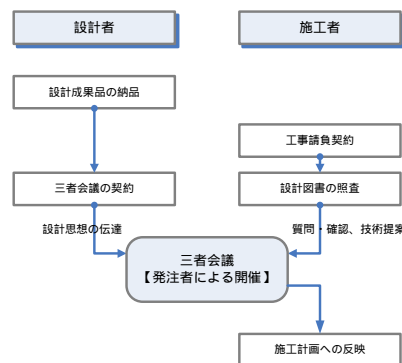 設計者
施工者
設計成果品の納品
工事請負契約
三者会議の契約
設計図書の照査
設計思想の伝達
質問・確認、技術提案
三者会議
【発注者による開催】
施工計画への反映